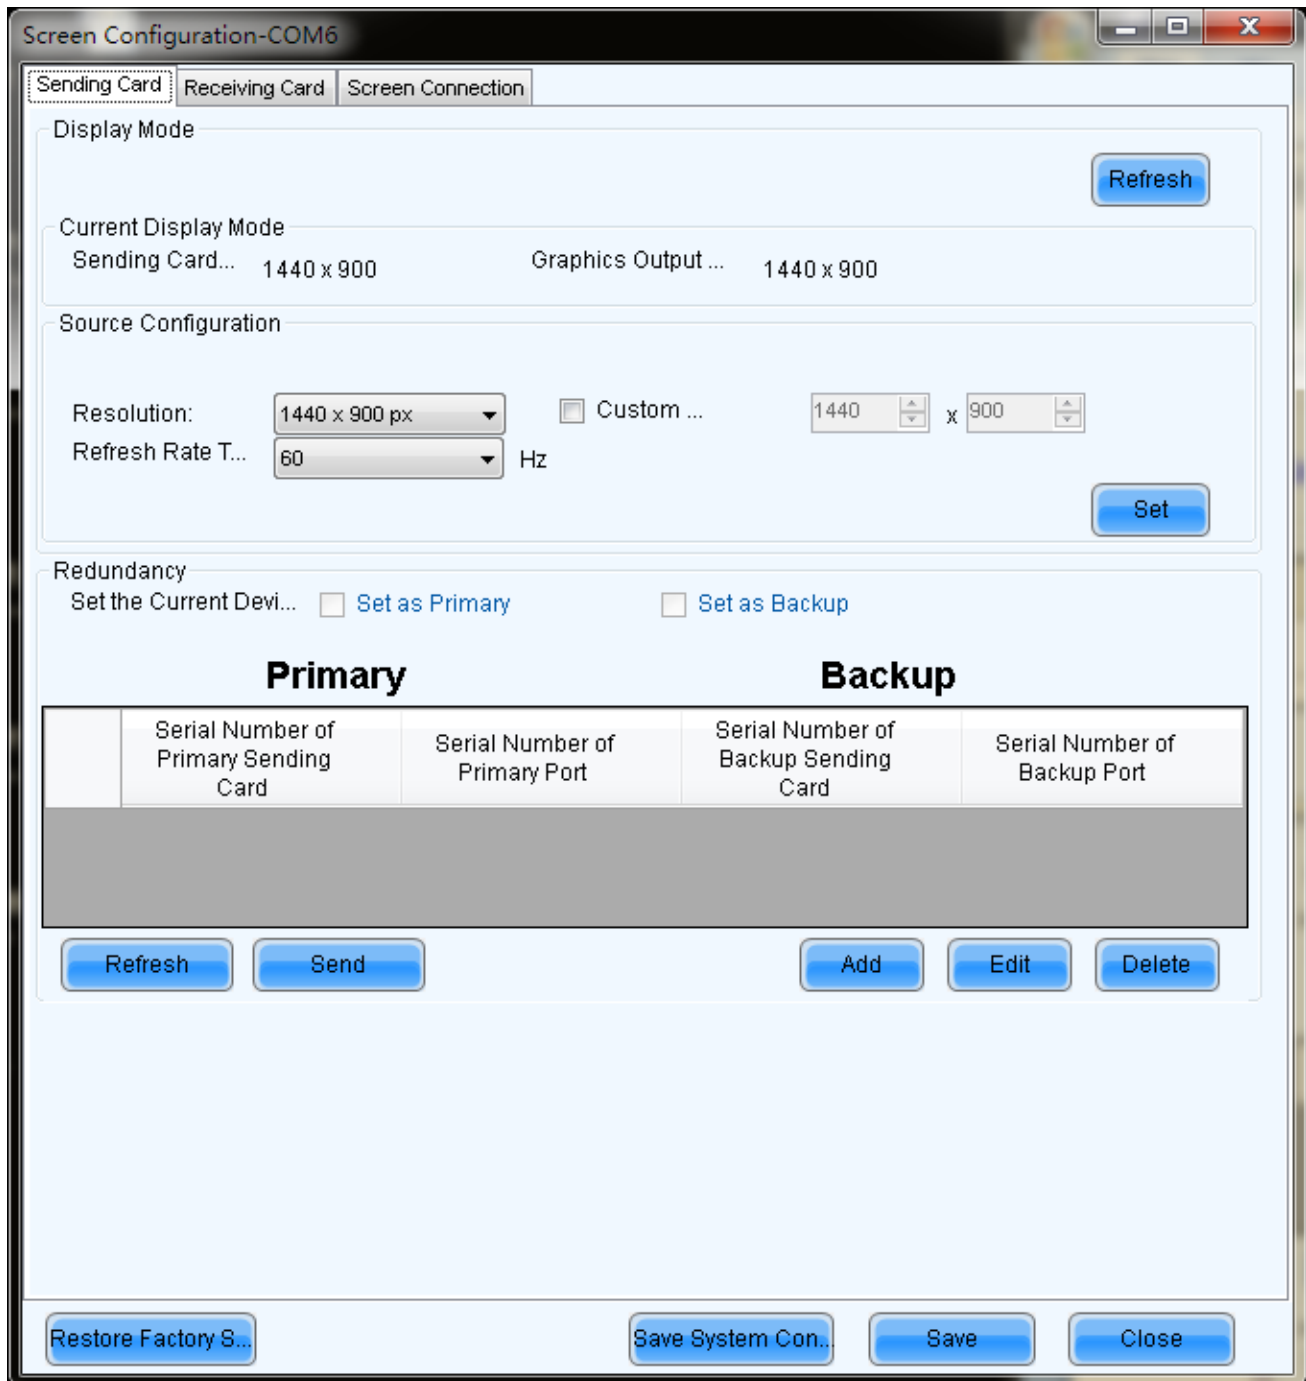 Screen Configuration-COM6
Sending Card Receiving Card Screen Connection
Display Mode
Refresh
Current Display Mode
Sending Card... 1440 x 900 Graphics Output ... 1440 x 900
Source Configuration
Resolution: 1440 x 900 px Custom ... 1440 x 900
Refresh Rate T... 60 Hz
Set
Redundancy
Set the Current Devi... Set as Primary Set as Backup
Primary Backup
Serial Number of
Primary Sending
Card
Serial Number of
Primary Port
Serial Number of
Backup Sending
Card
Serial Number of
Backup Port
Refresh Send Add Edit Delete
Restore Factory S... Save System Con... Save Close